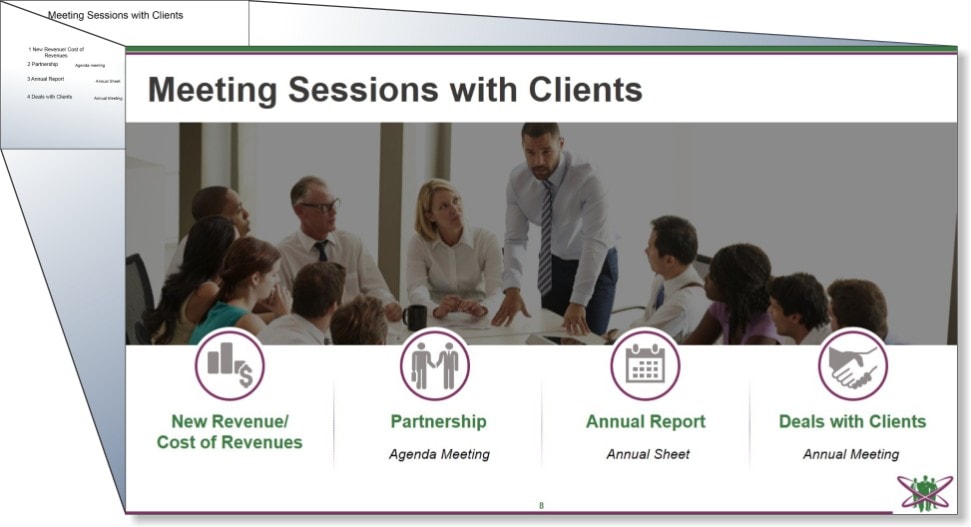 Meeting Sessions with Clients
1 New Revenue/ Cost of
Revenues
2 Partnership Agenda meeting
3 Annual Report Annual Sheet
4 Deals with Clients Annual Meeting
Meeting Sessions with Clients
New Revenue/
Cost of Revenues
Partnership
Agenda Meeting
Annual Report
Annual Sheet
Deals with Clients
Annual Meeting
8